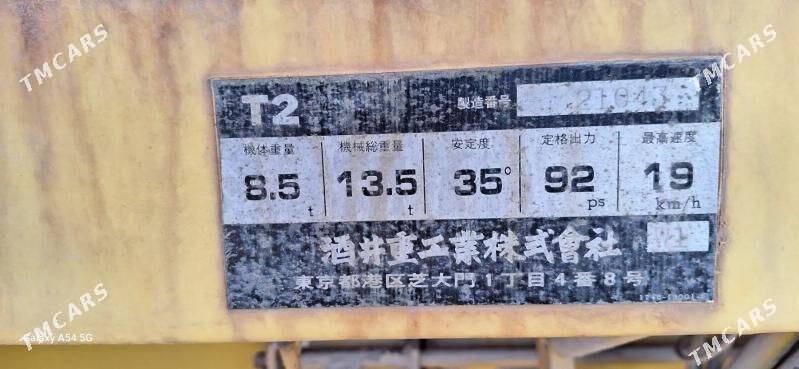 TMCARS
TMCARS
T2 製造番号 21043
機体重量 機械総重量 安定度 定格出力 最高速度
8.5 t 13.5 t 35° 92 ps 19 km/h
酒井重工業株式會社
東京都港区芝大門1丁目4番8号
TMCARS
TMCARS
Galaxy A54 5G